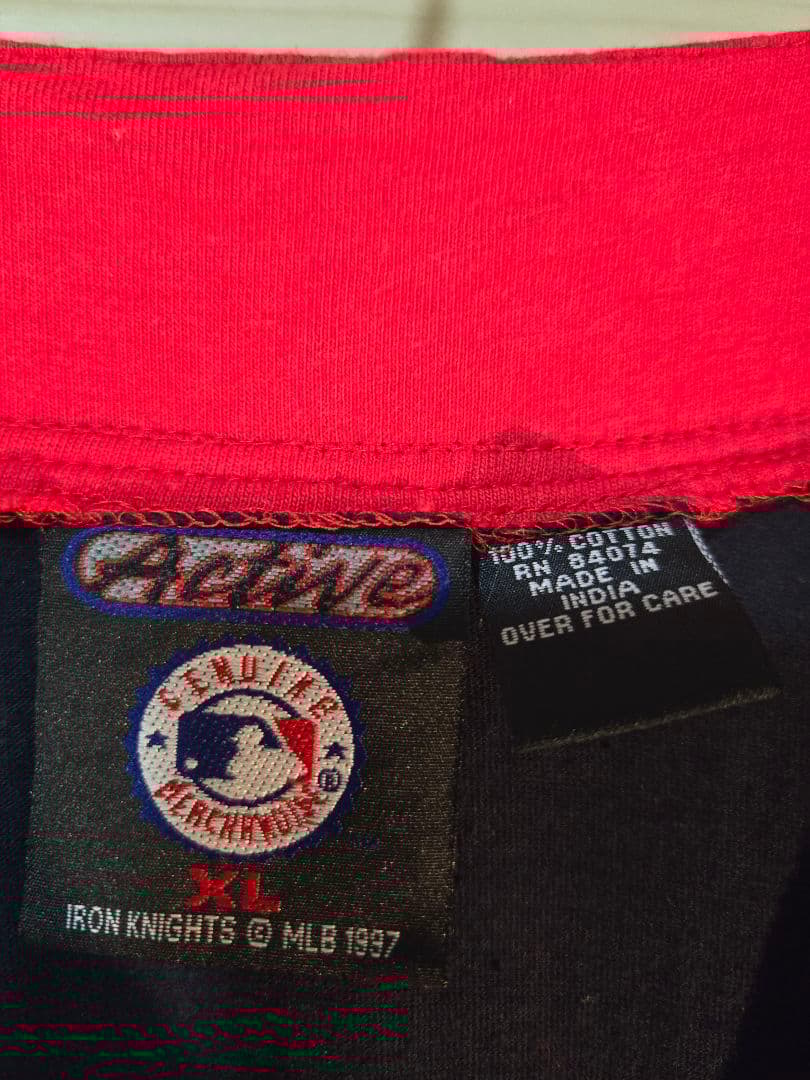 Active
GENUINE
MERCHANDISE
®
XL
IRON KNIGHTS © MLB 1997
100% COTTON
RN 84074
MADE IN
INDIA
OVER FOR CARE